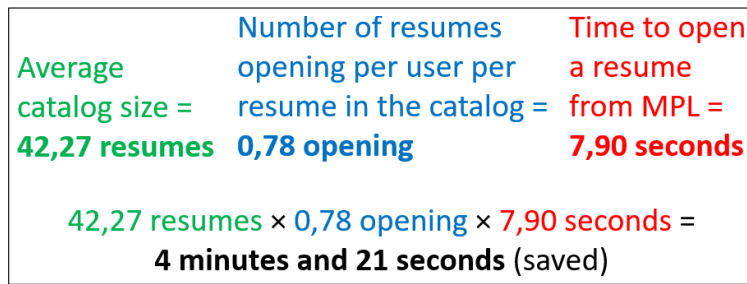 Average
catalog size =
42,27 resumes
Number of resumes
opening per user per
resume in the catalog =
0,78 opening
Time to open
a resume
from MPL =
7,90 seconds
42,27 resumes × 0,78 opening × 7,90 seconds =
4 minutes and 21 seconds (saved)